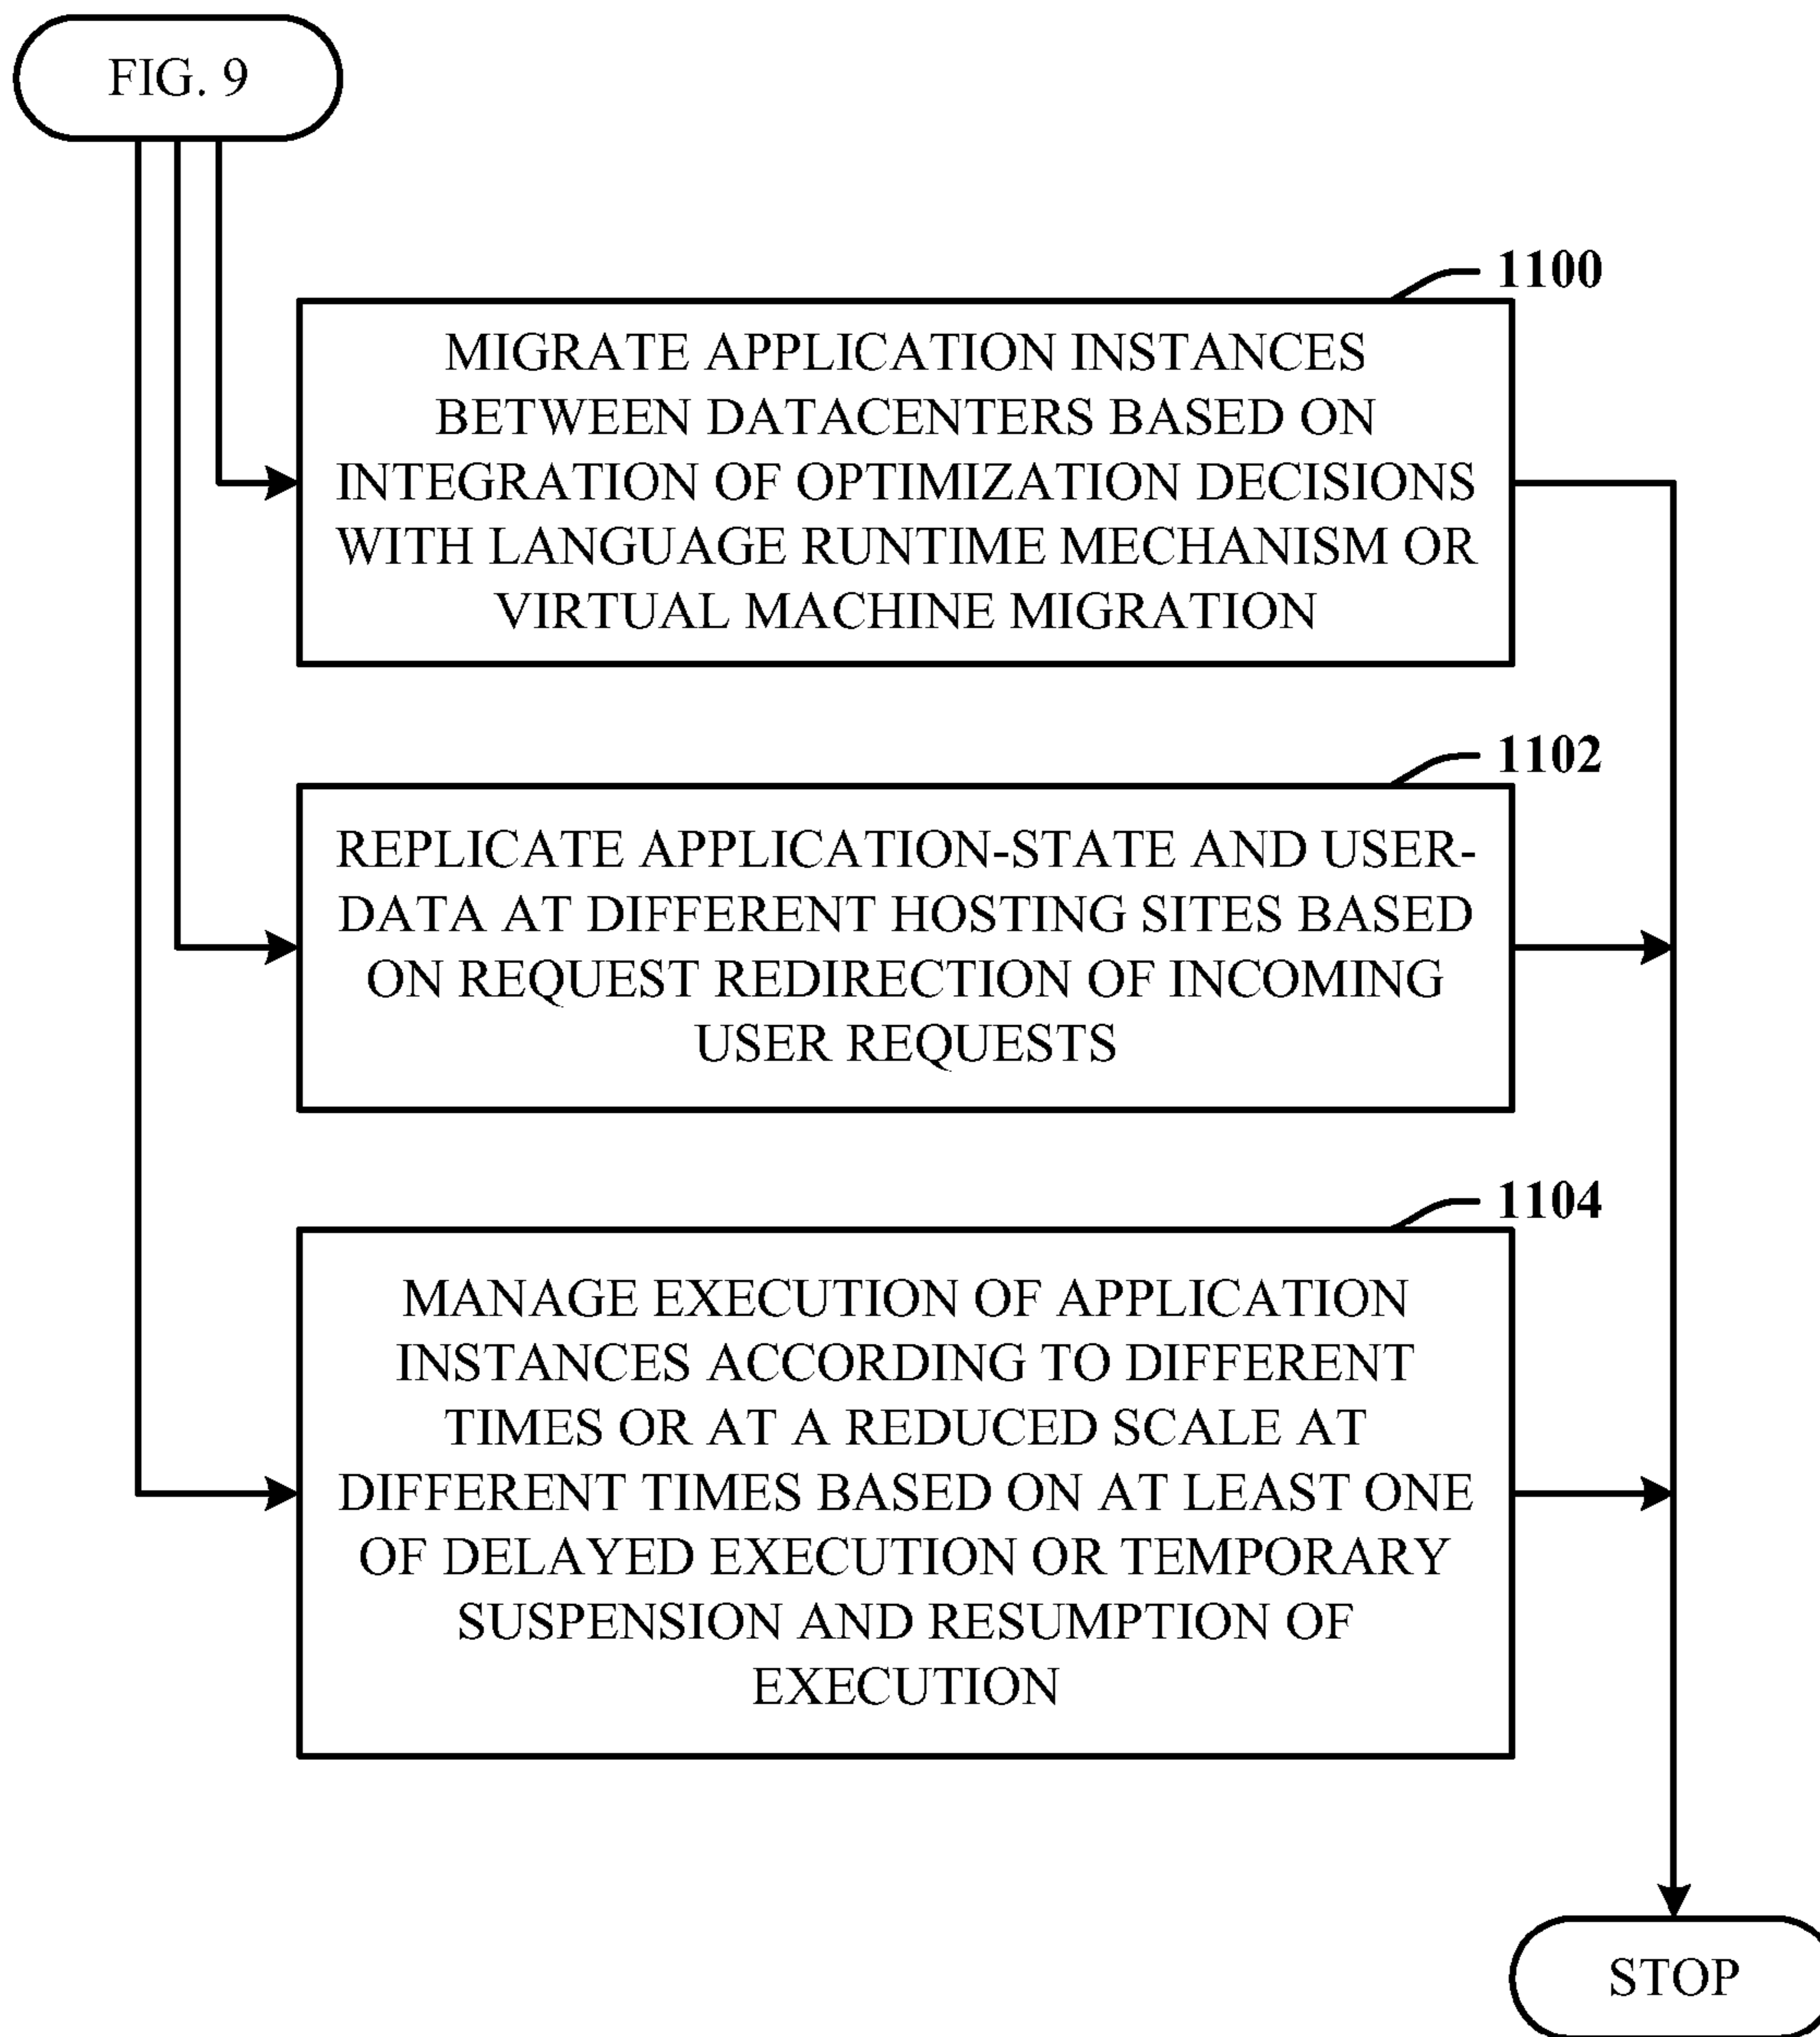 FIG. 9
1100
MIGRATE APPLICATION INSTANCES
BETWEEN DATACENTERS BASED ON
INTEGRATION OF OPTIMIZATION DECISIONS
WITH LANGUAGE RUNTIME MECHANISM OR
VIRTUAL MACHINE MIGRATION
1102
REPLICATE APPLICATION-STATE AND USER-
DATA AT DIFFERENT HOSTING SITES BASED
ON REQUEST REDIRECTION OF INCOMING
USER REQUESTS
1104
MANAGE EXECUTION OF APPLICATION
INSTANCES ACCORDING TO DIFFERENT
TIMES OR AT A REDUCED SCALE AT
DIFFERENT TIMES BASED ON AT LEAST ONE
OF DELAYED EXECUTION OR TEMPORARY
SUSPENSION AND RESUMPTION OF
EXECUTION
STOP